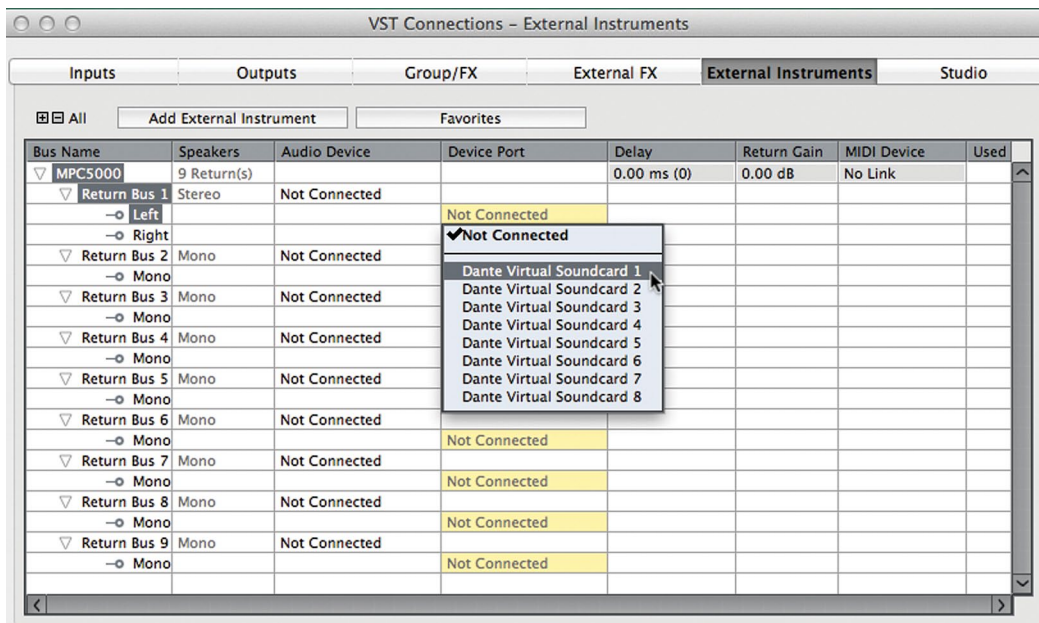 VST Connections – External Instruments
Inputs Outputs Group/FX External FX External Instruments Studio
All Add External Instrument Favorites
Bus Name Speakers Audio Device Device Port Delay Return Gain MIDI Device Used
MPC5000 9 Return(s) 0.00 ms (0) 0.00 dB No Link
Return Bus 1 Stereo Not Connected
Left Not Connected
Right
Not Connected
Dante Virtual Soundcard 1
Dante Virtual Soundcard 2
Dante Virtual Soundcard 3
Dante Virtual Soundcard 4
Dante Virtual Soundcard 5
Dante Virtual Soundcard 6
Dante Virtual Soundcard 7
Dante Virtual Soundcard 8
Return Bus 2 Mono Not Connected
Mono
Return Bus 3 Mono Not Connected
Mono
Return Bus 4 Mono Not Connected
Mono
Return Bus 5 Mono Not Connected
Mono
Return Bus 6 Mono Not Connected
Mono Not Connected
Return Bus 7 Mono Not Connected
Mono Not Connected
Return Bus 8 Mono Not Connected
Mono Not Connected
Return Bus 9 Mono Not Connected
Mono Not Connected